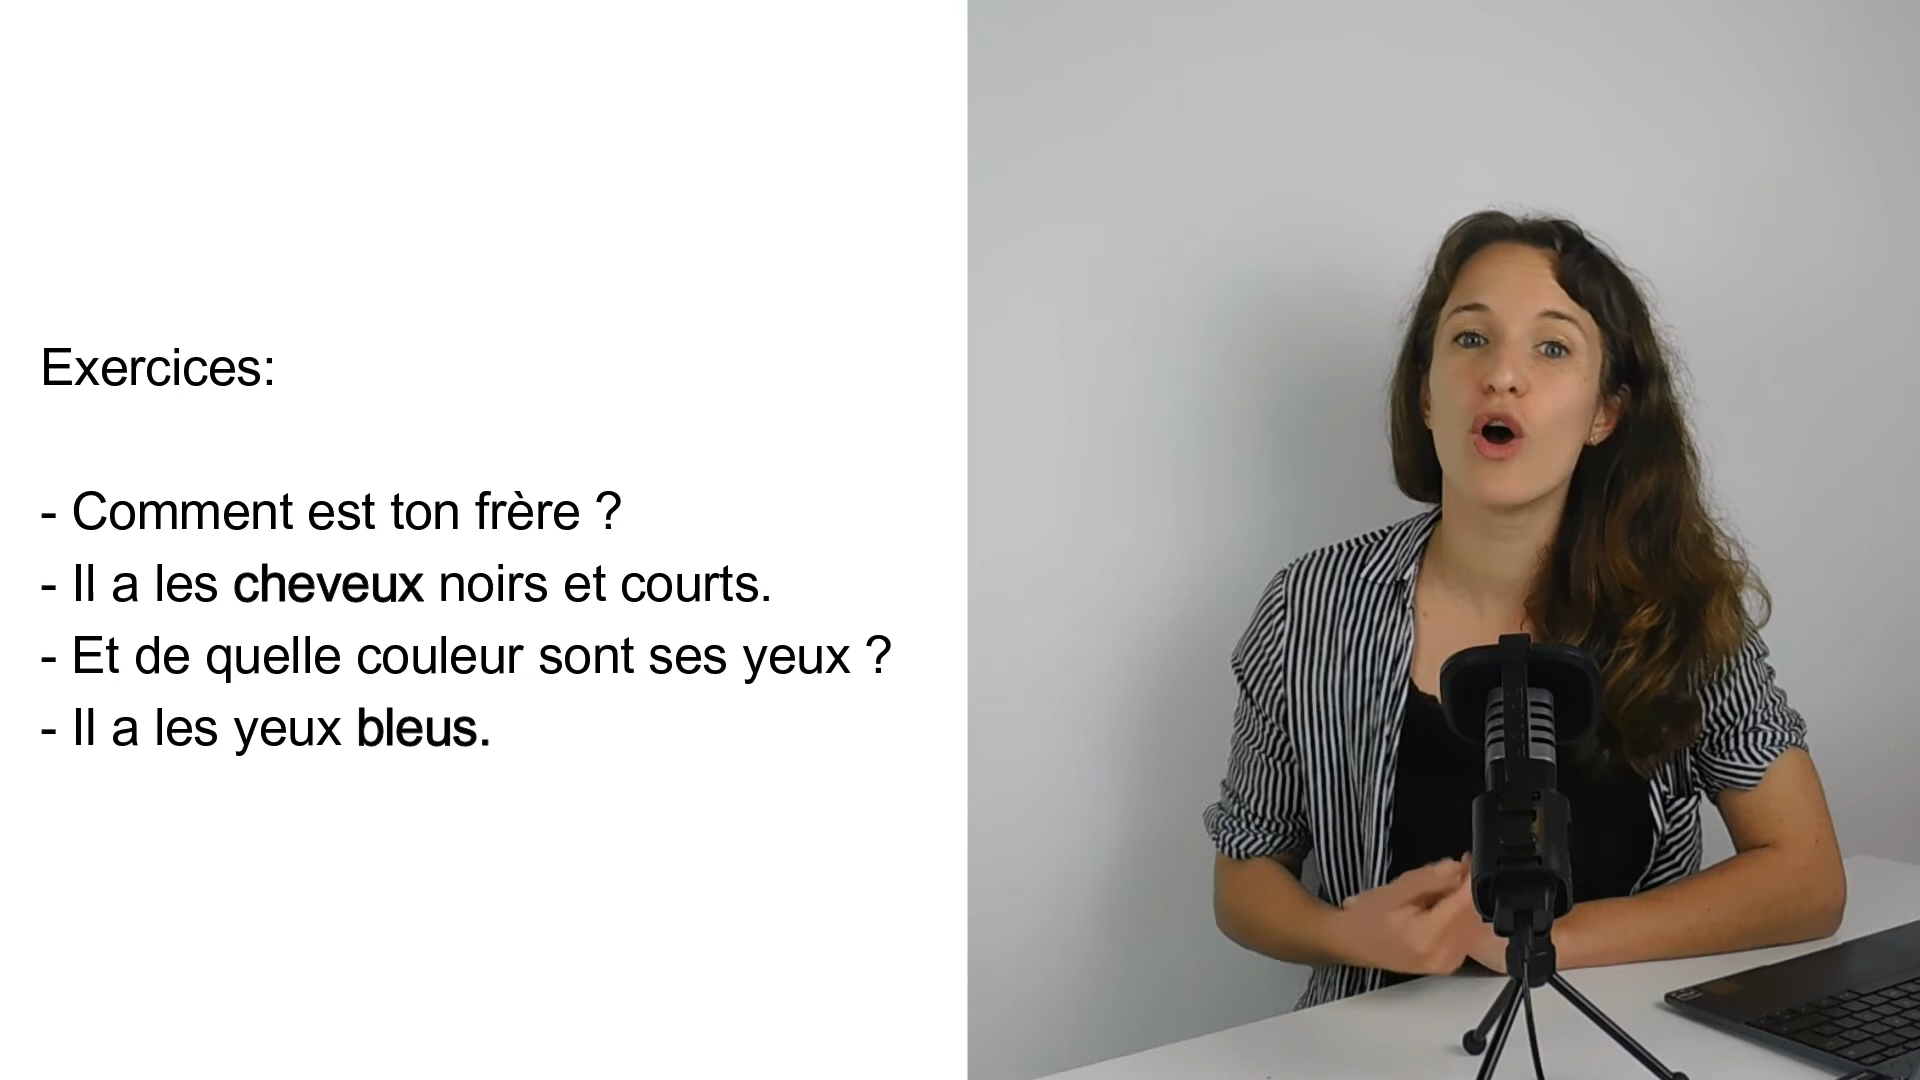 Exercices:
- Comment est ton frère ?
- Il a les cheveux noirs et courts.
- Et de quelle couleur sont ses yeux ?
- Il a les yeux bleus.